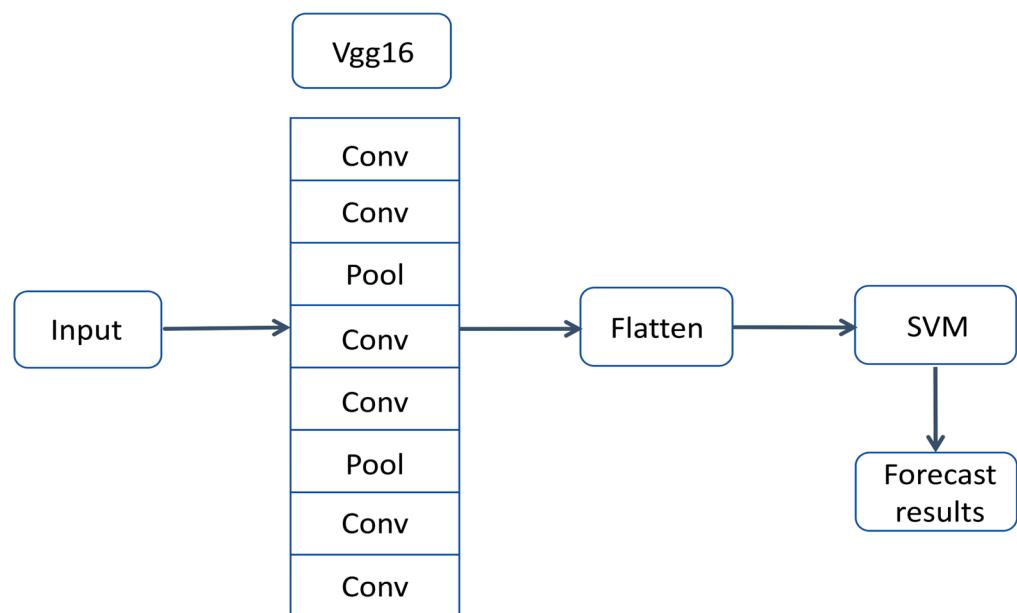 Vgg16
Conv
Conv
Pool
Input
Conv
Flatten
SVM
Conv
Pool
Forecast
results
Conv
Conv